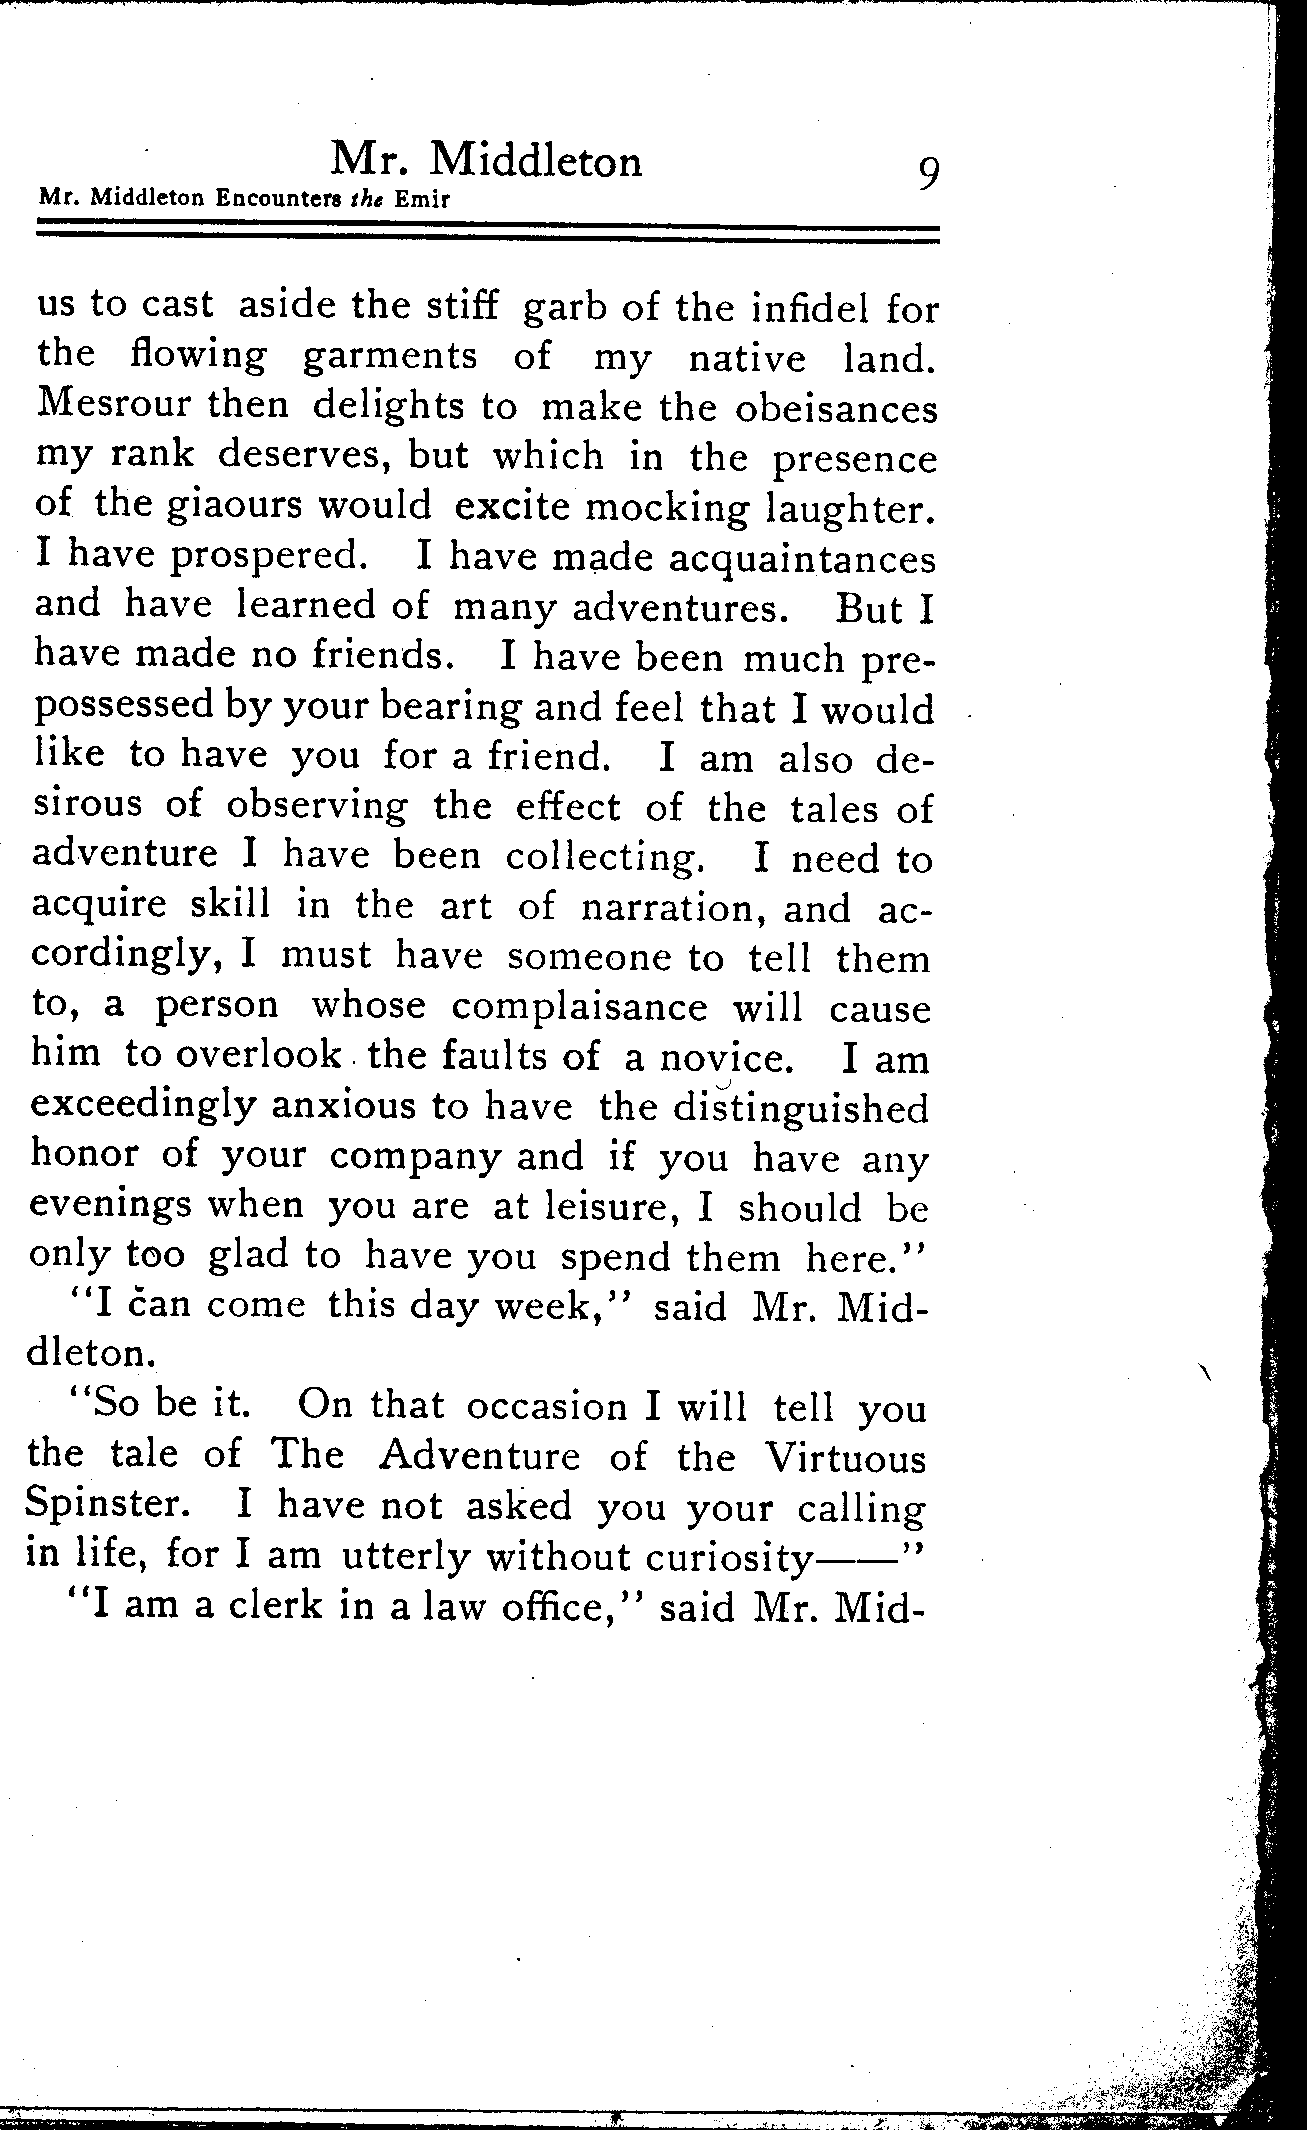 Mr. Middleton 9
Mr. Middleton Encounters the Emir
us to cast aside the stiff garb of the infidel for
the flowing garments of my native land.
Mesrour then delights to make the obeisances
my rank deserves, but which in the presence
of the giaours would excite mocking laughter.
I have prospered. I have made acquaintances
and have learned of many adventures. But I
have made no friends. I have been much pre-
possessed by your bearing and feel that I would
like to have you for a friend. I am also de-
sirous of observing the effect of the tales of
adventure I have been collecting. I need to
acquire skill in the art of narration, and ac-
cordingly, I must have someone to tell them
to, a person whose complaisance will cause
him to overlook the faults of a novice. I am
exceedingly anxious to have the distinguished
honor of your company and if you have any
evenings when you are at leisure, I should be
only too glad to have you spend them here."
"I can come this day week," said Mr. Mid-
dleton.
"So be it. On that occasion I will tell you
the tale of The Adventure of the Virtuous
Spinster. I have not asked you your calling
in life, for I am utterly without curiosity——"
"I am a clerk in a law office," said Mr. Mid-